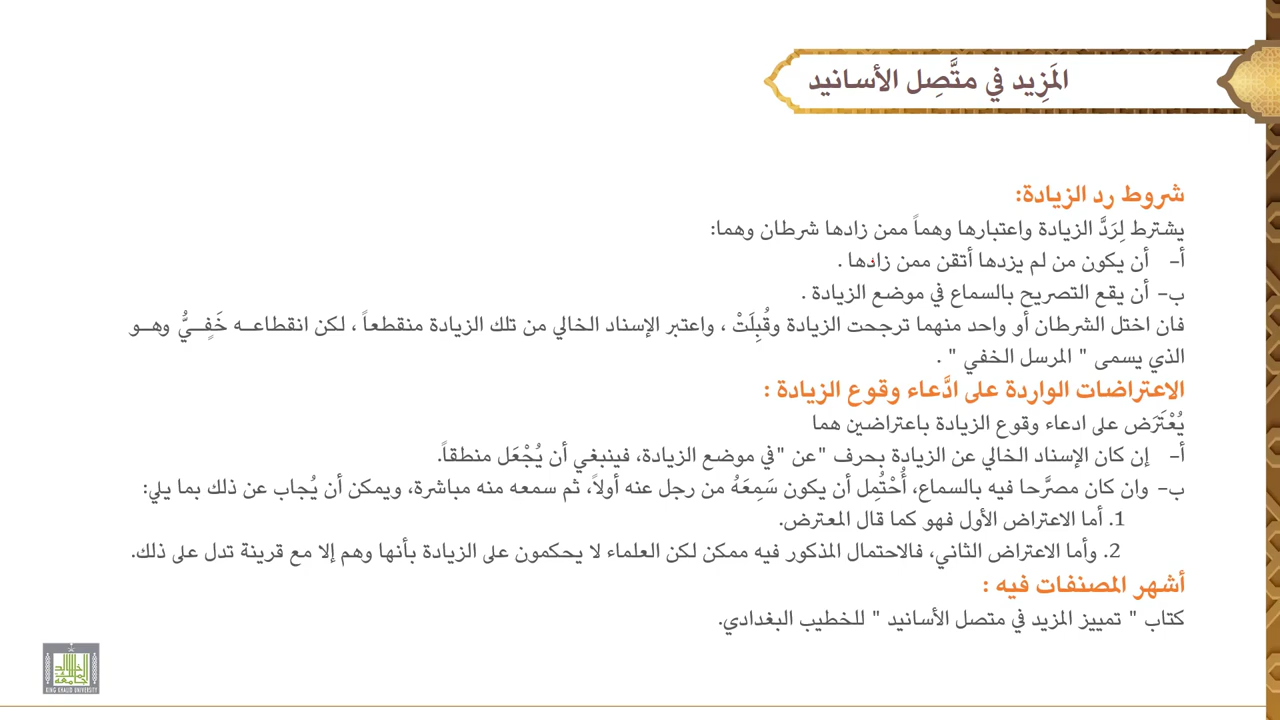 المَزِيد في متَّصِل الأسانيد
شروط رد الزيادة:
يشترط لِرَدَّ الزيادة واعتبارها وهماً ممن زادها شرطان وهما:
أ- أن يكون من لم يزدها أتقن ممن زادها .
ب- أن يقع التصريح بالسماع في موضع الزيادة .
فان اختل الشرطان أو واحد منهما ترجحت الزيادة وقُبِلَتْ ، واعتبر الإسناد الخالي من تلك الزيادة منقطعاً ، لكن انقطاعه خَفِيٌّ وهو
الذي يسمى " المرسل الخفي " .
الاعتراضات الواردة على ادَّعاء وقوع الزيادة :
يُعْتَرَض على ادعاء وقوع الزيادة باعتراضين هما
أ- إن كان الإسناد الخالي عن الزيادة بحرف "عن "في موضع الزيادة، فينبغي أن يُجْعَل منطقاً.
ب- وان كان مصرَّحا فيه بالسماع، أُحْتُمِل أن يكون سَمِعَهُ من رجل عنه أولاً، ثم سمعه منه مباشرة، ويمكن أن يُجاب عن ذلك بما يلي:
1. أما الاعتراض الأول فهو كما قال المعترض.
2. وأما الاعتراض الثاني، فالاحتمال المذكور فيه ممكن لكن العلماء لا يحكمون على الزيادة بأنها وهم إلا مع قرينة تدل على ذلك.
أشهر المصنفات فيه :
كتاب " تمييز المزيد في متصل الأسانيد " للخطيب البغدادي.
KING KHALID UNIVERSITY